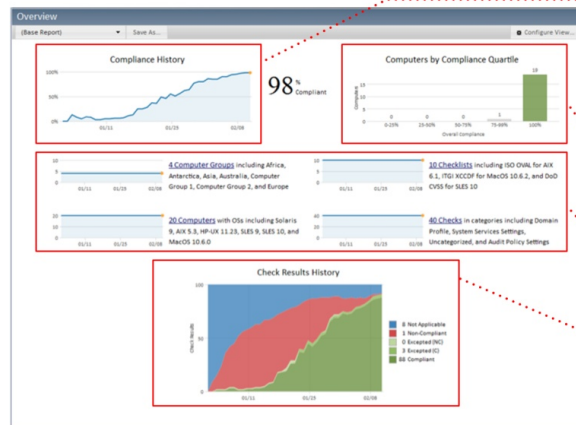 Overview
(Base Report)
Save As...
Configure View...
Compliance History
100%
50%
0%
01/11
01/25
02/08
98 % Compliant
Computers by Compliance Quartile
Computers
15
10
5
0
0
0
0
1
18
0-25%
25-50%
50-75%
75-99%
100%
Overall Compliance
10
5
0
01/11
01/25
02/08
4 Computer Groups including Africa,
Antarctica, Asia, Australia, Computer
Group 1, Computer Group 2, and Europe
10
5
0
01/11
01/25
02/08
10 Checklists including ISO OVAL for AIX
6.1, ITGI XCCDF for MacOS 10.6.2, and DoD
CVSS for SLES 10
20
10
0
01/11
01/25
02/08
20 Computers with OSs including Solaris
9, AIX 5.3, HP-UX 11.23, SLES 9, SLES 10, and
MacOS 10.6.0
40
20
0
01/11
01/25
02/08
40 Checks in categories including Domain
Profile, System Services Settings,
Uncategorized, and Audit Policy Settings
Check Results History
Check Results
100
50
0
01/11
01/25
02/08
8 Not Applicable
1 Non-Compliant
0 Excepted (NC)
3 Excepted (C)
88 Compliant